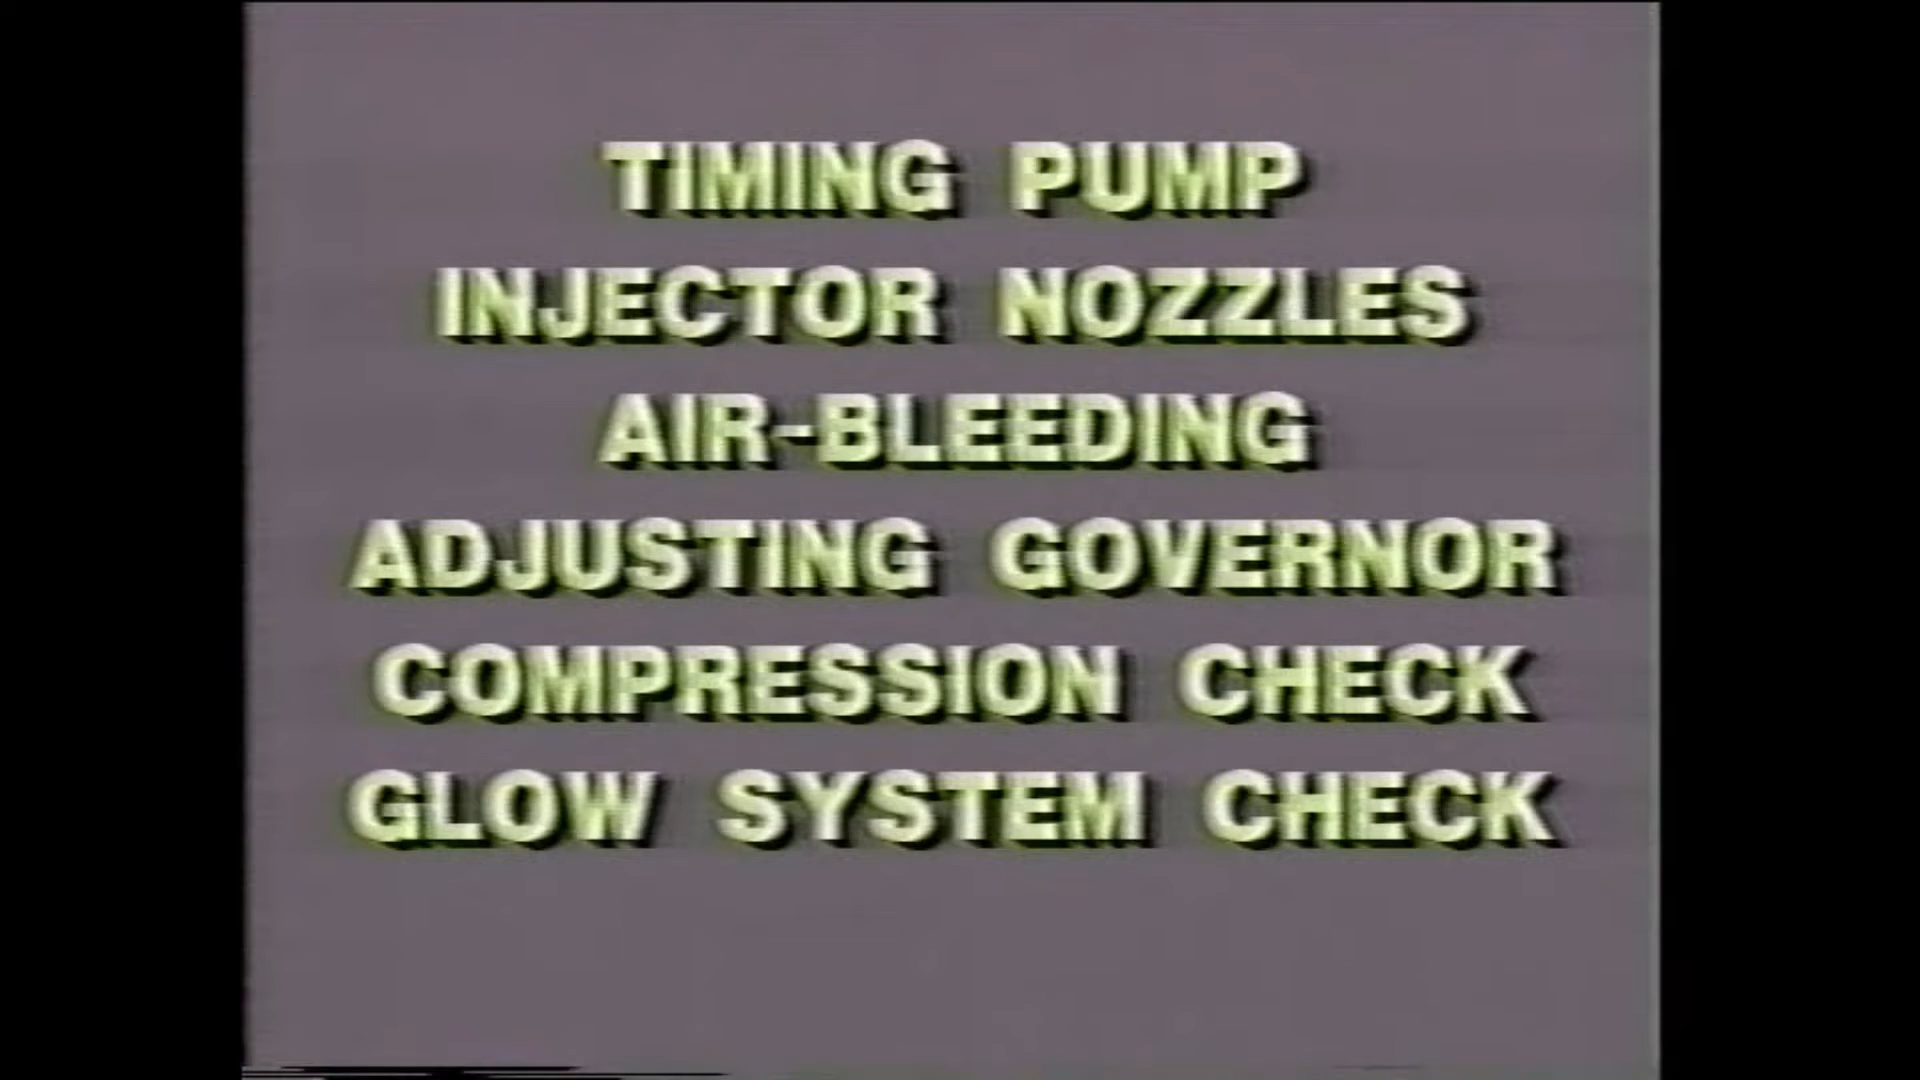 TIMING PUMP
INJECTOR NOZZLES
AIR-BLEEDING
ADJUSTING GOVERNOR
COMPRESSION CHECK
GLOW SYSTEM CHECK